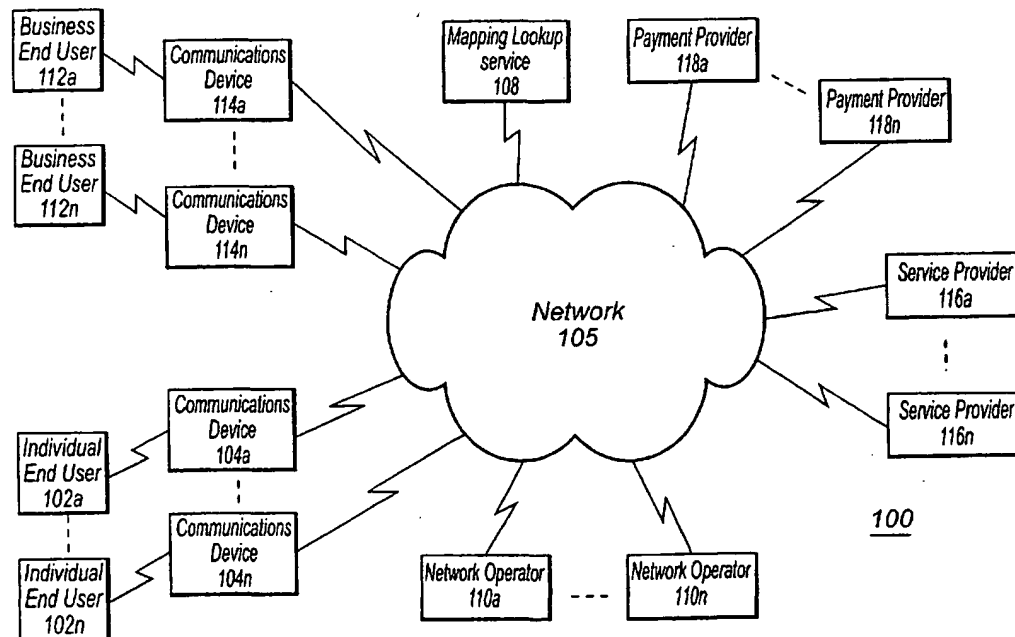 Business
End User
112a
Communications
Device
114a
Mapping Lookup
service
108
Payment Provider
118a
Payment Provider
118n
Business
End User
112n
Communications
Device
114n
Network
105
Service Provider
116a
Service Provider
116n
Communications
Device
104a
Individual
End User
102a
Communications
Device
104n
Individual
End User
102n
Network Operator
110a
Network Operator
110n
100